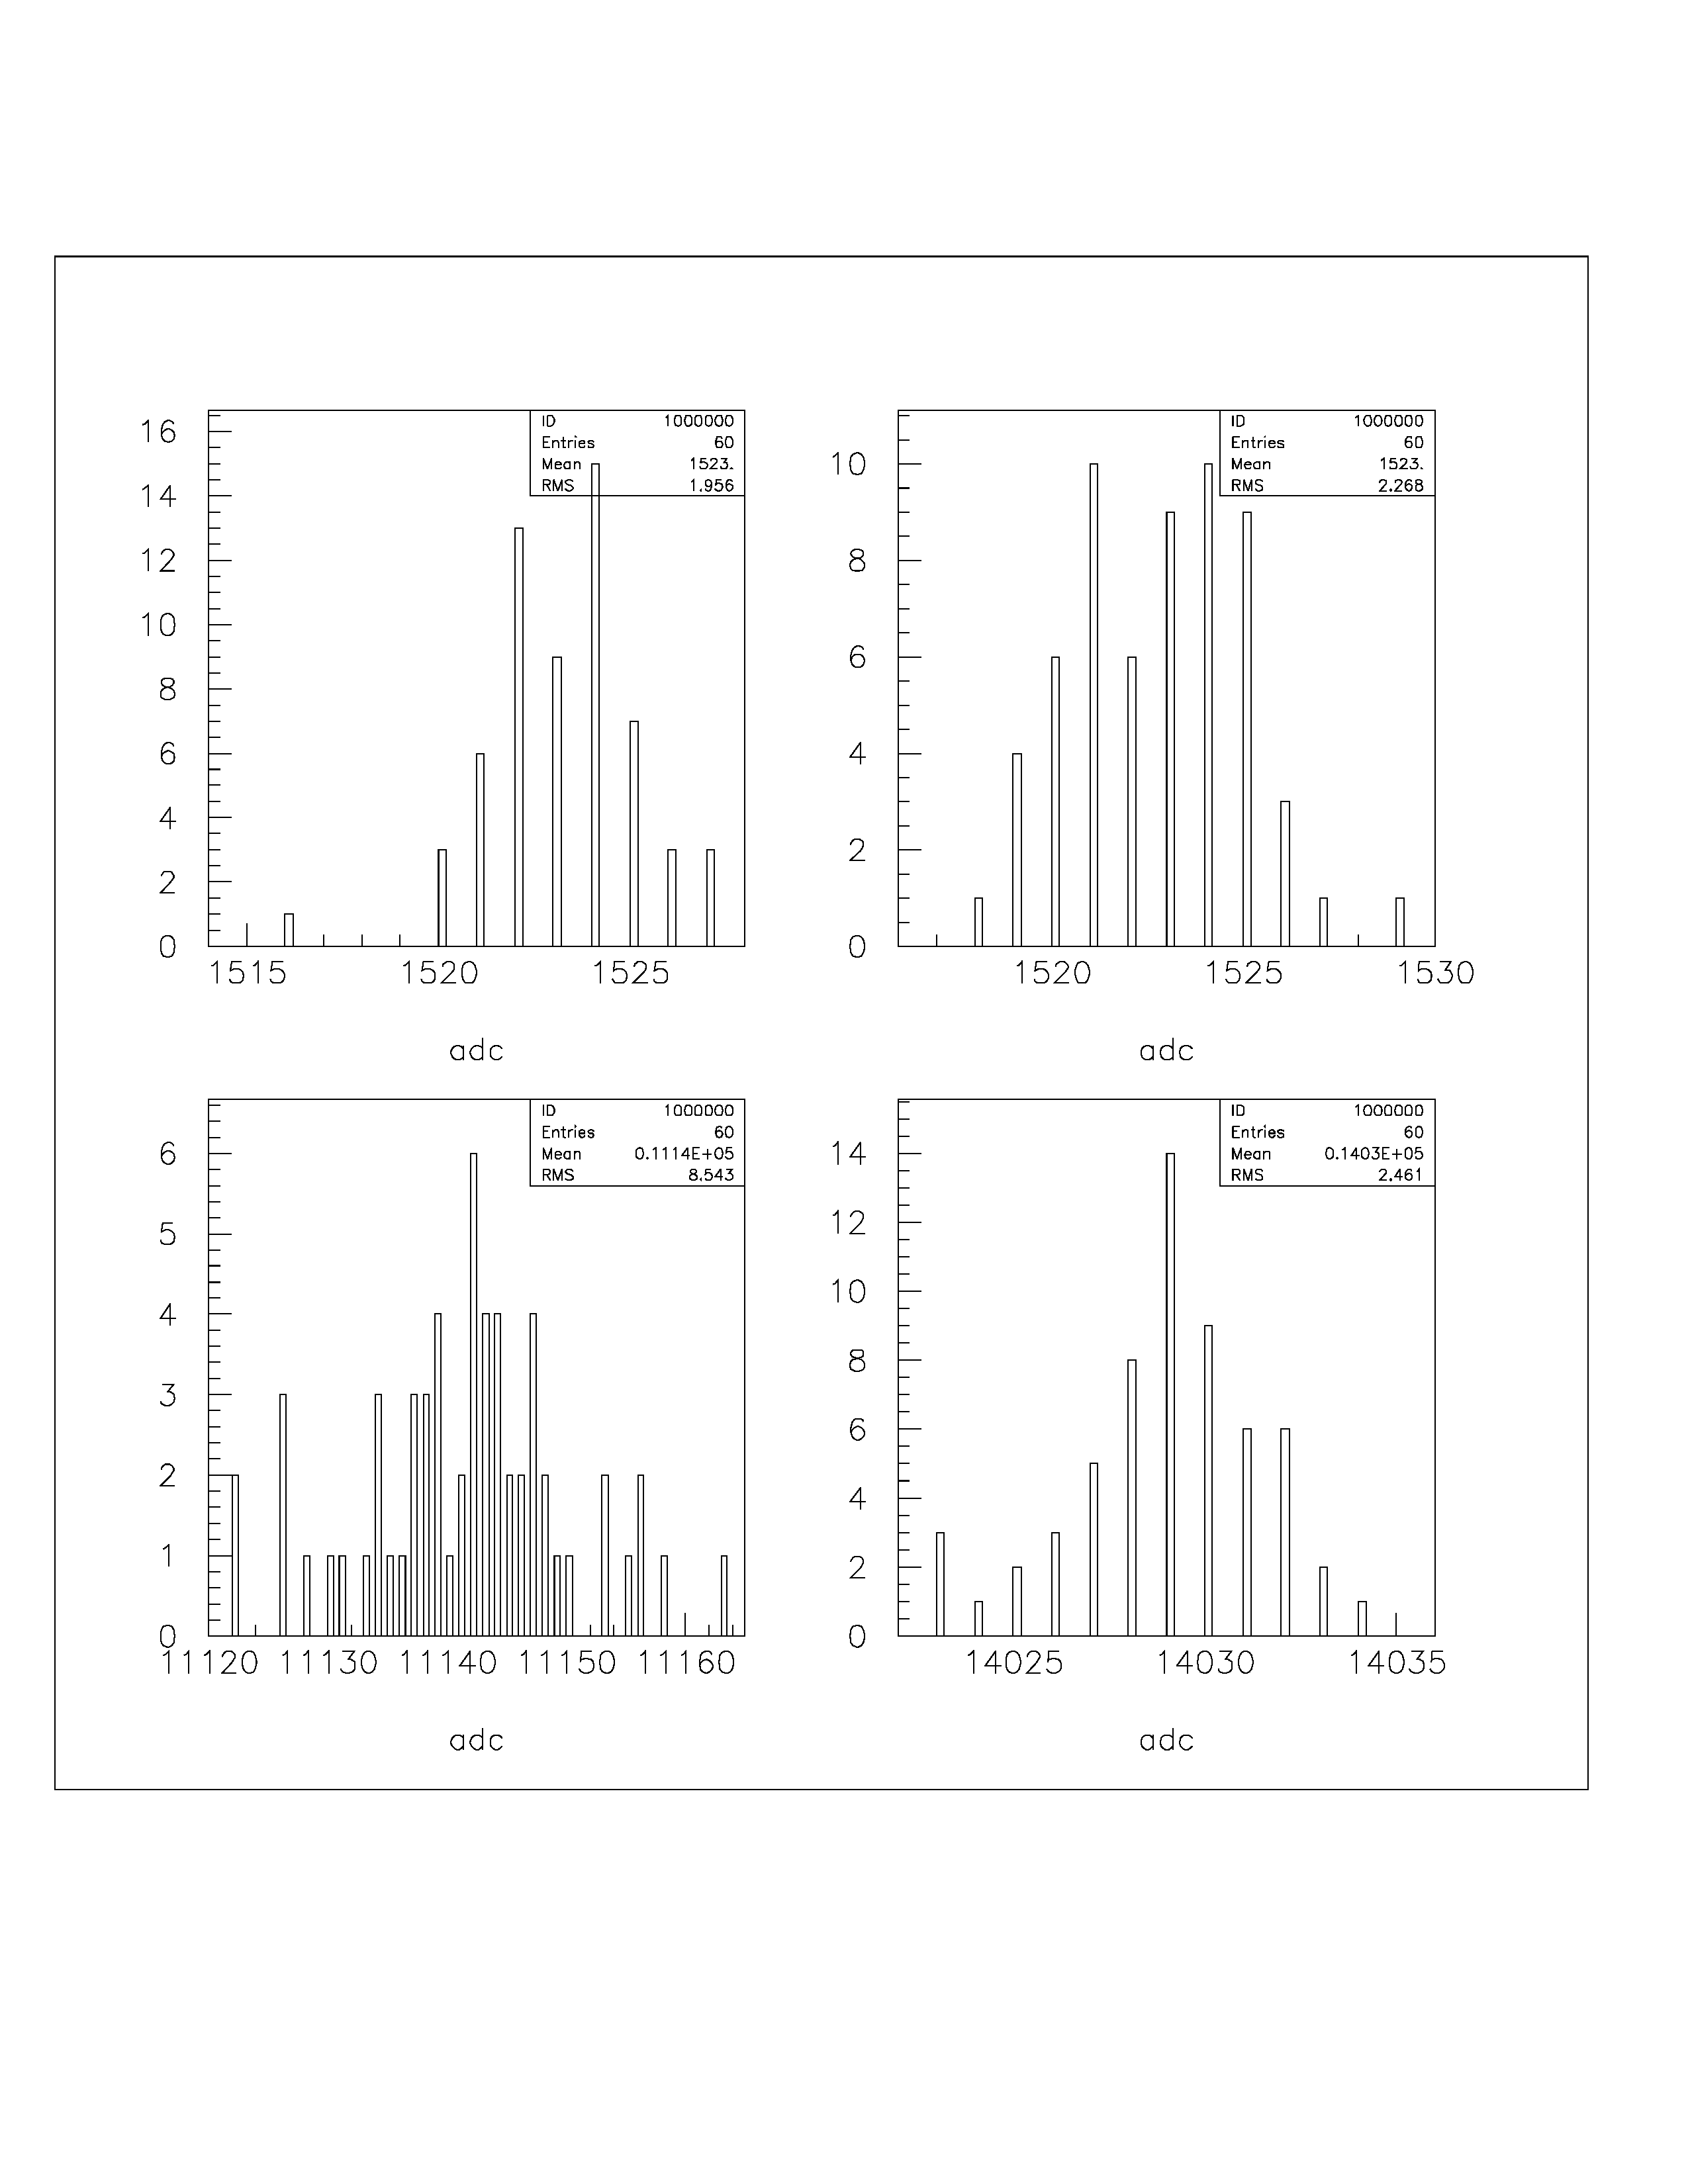 ID 1000000
Entries 60
Mean 1523.
RMS 1.956
16
14
12
10
8
6
4
2
0
1515 1520 1525
adc
ID 1000000
Entries 60
Mean 1523.
RMS 2.268
10
8
6
4
2
0
1520 1525 1530
adc
ID 1000000
Entries 60
Mean 0.1114E+05
RMS 8.543
6
5
4
3
2
1
0
11120 11130 11140 11150 11160
adc
ID 1000000
Entries 60
Mean 0.1403E+05
RMS 2.461
14
12
10
8
6
4
2
0
14025 14030 14035
adc